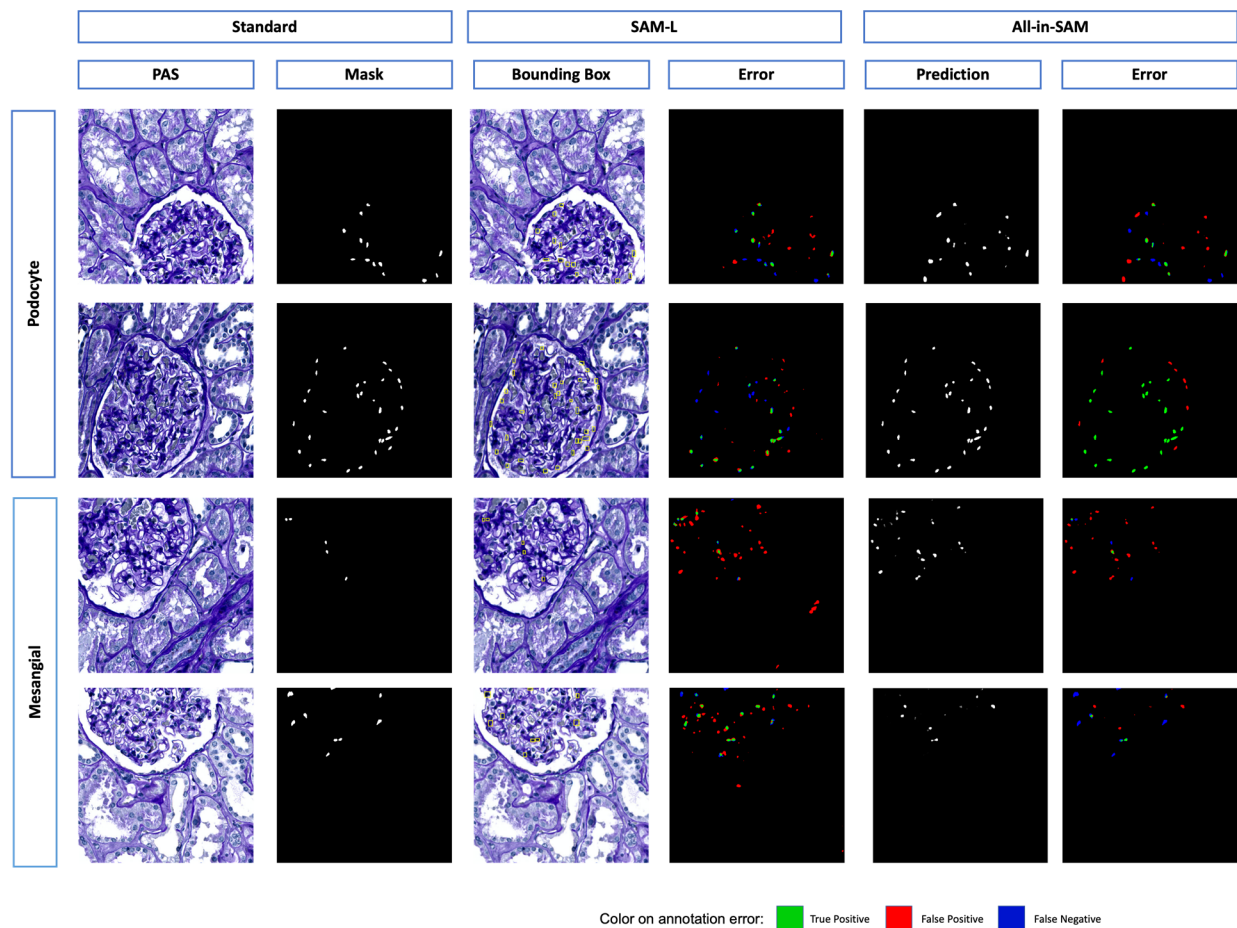 Standard
SAM-L
All-in-SAM
PAS
Mask
Bounding Box
Error
Prediction
Error
Podocyte
Mesangial
Color on annotation error:
True Positive
False Positive
False Negative